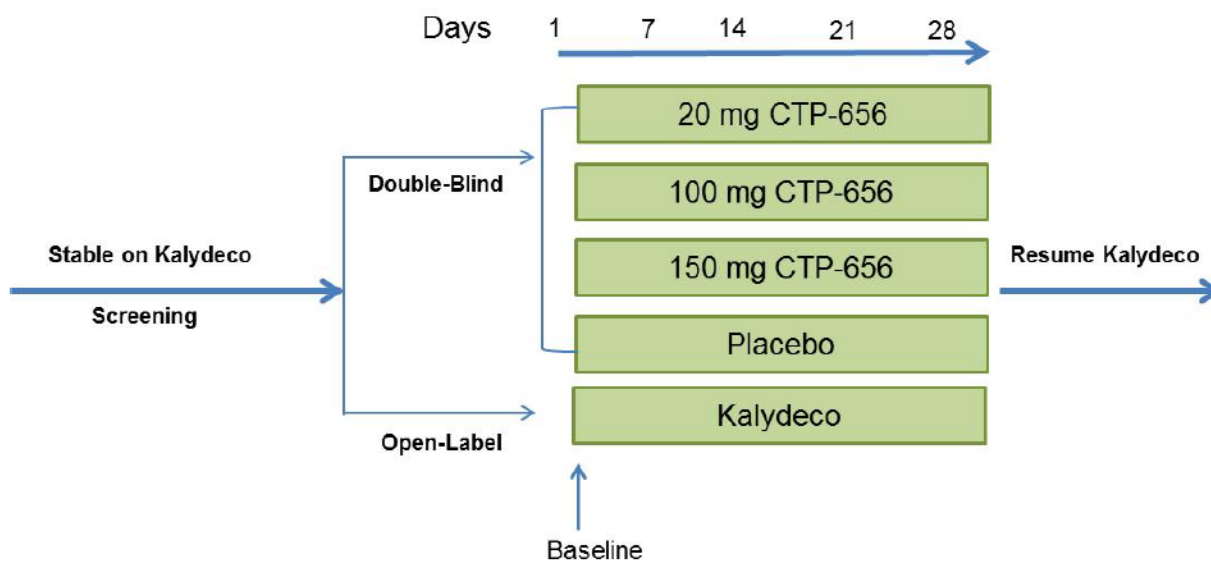 Days 1 7 14 21 28
20 mg CTP-656
Double-Blind
100 mg CTP-656
Stable on Kalydeco
150 mg CTP-656
Resume Kalydeco
Screening
Placebo
Kalydeco
Open-Label
Baseline